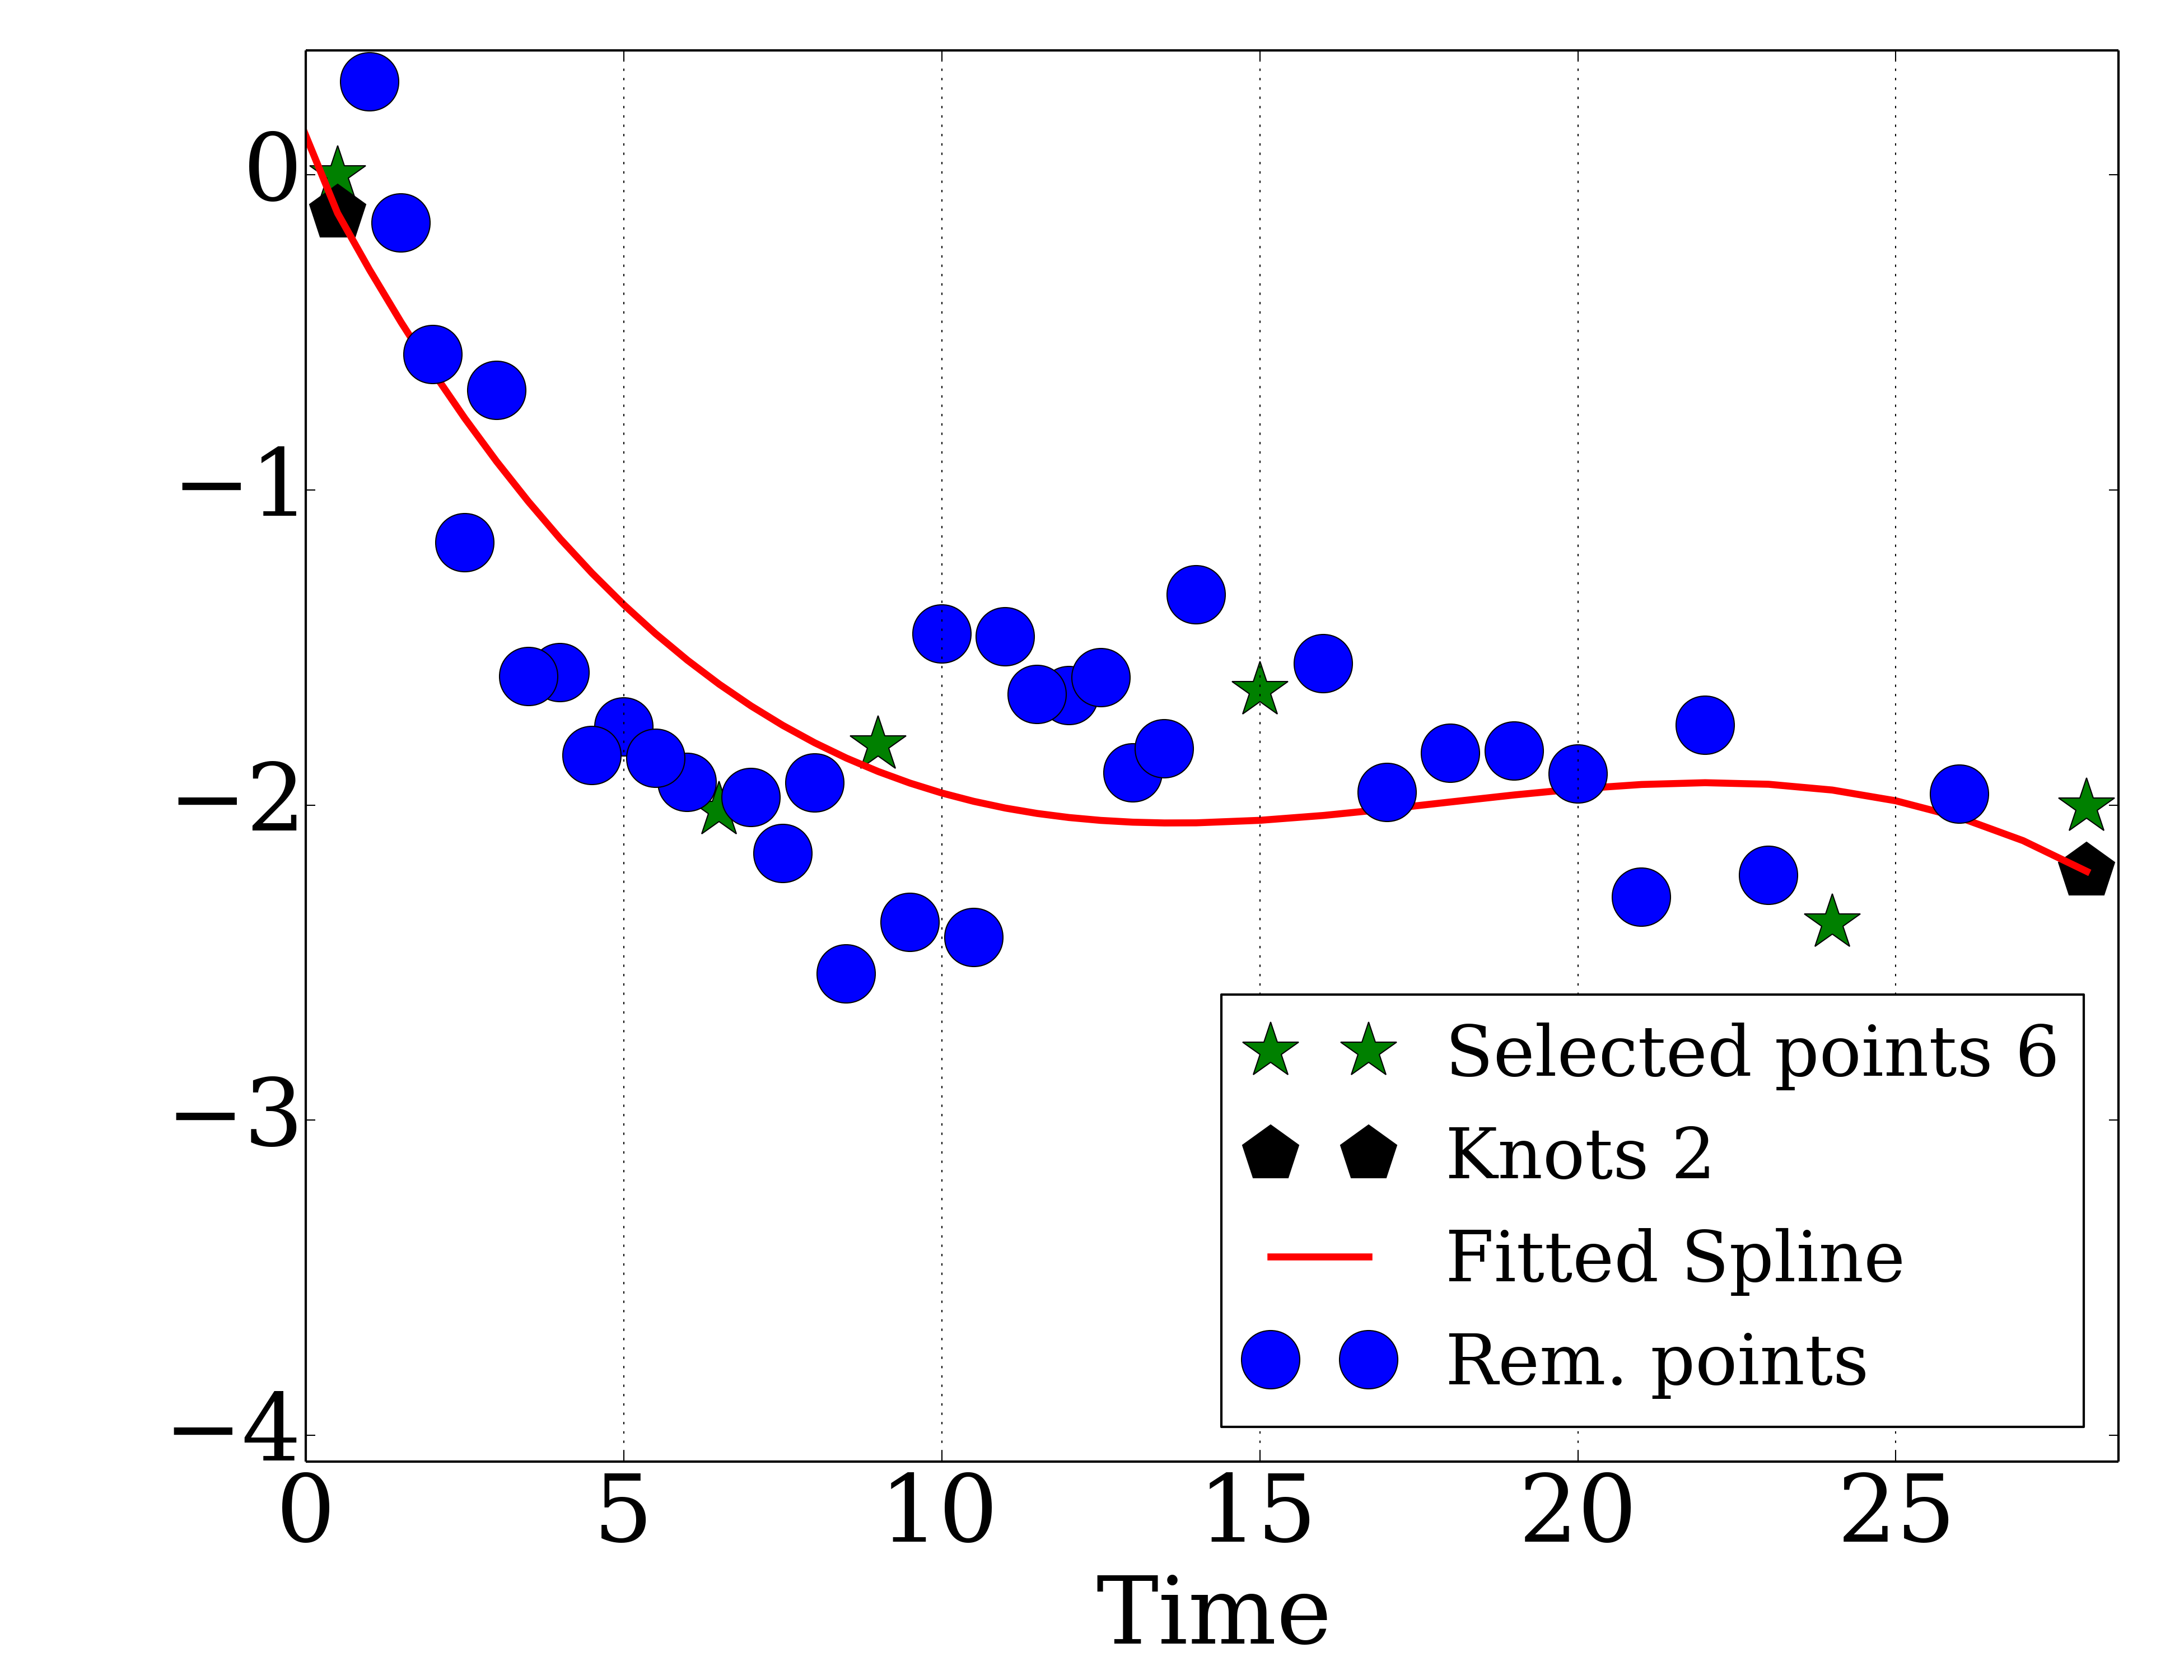 0
−1
−2
−3
−4
0 5 10 15 20 25
Time
Selected points 6
Knots 2
Fitted Spline
Rem. points